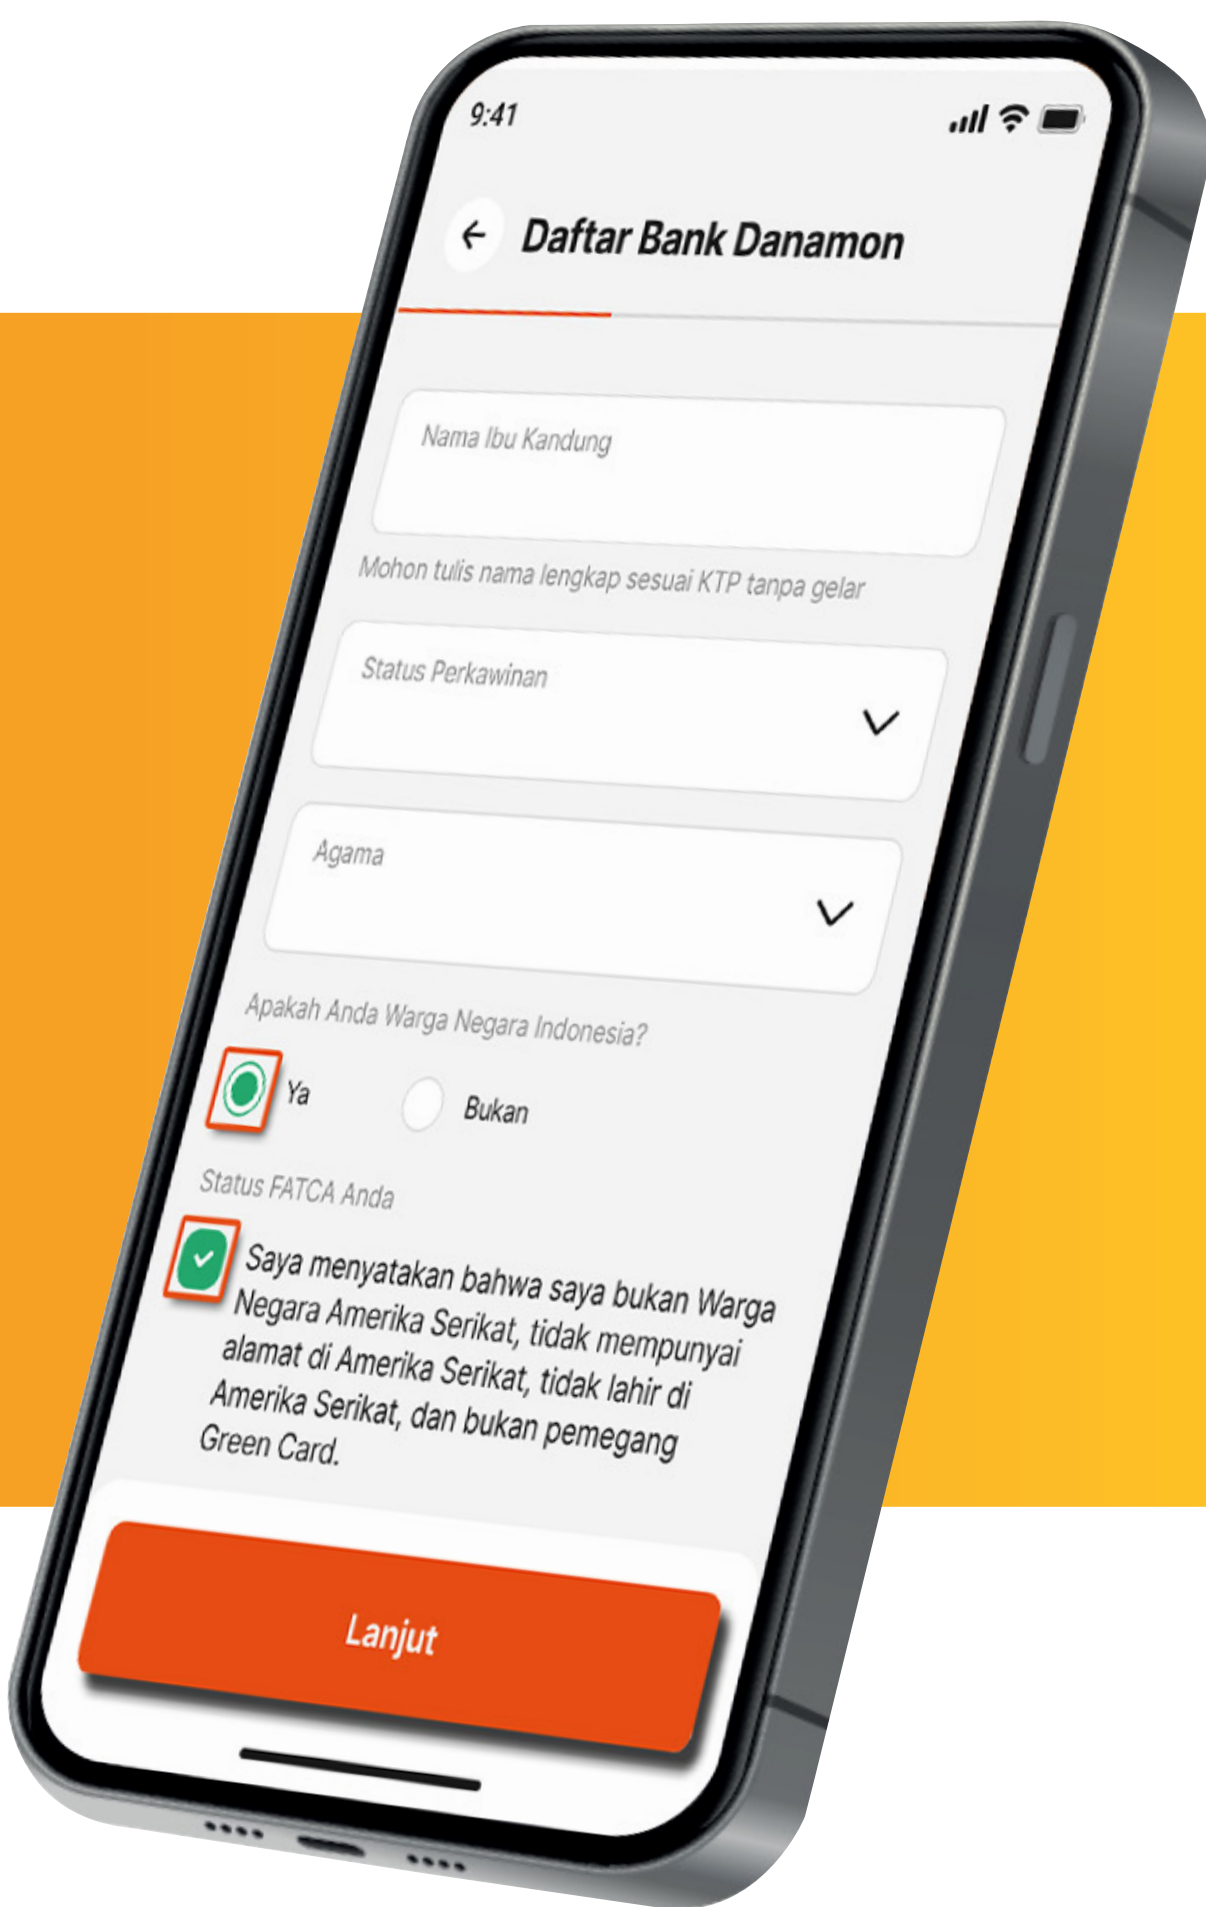 9:41
Daftar Bank Danamon
Nama Ibu Kandung
Mohon tulis nama lengkap sesuai KTP tanpa gelar
Status Perkawinan
Agama
Apakah Anda Warga Negara Indonesia?
Ya Bukan
Status FATCA Anda
Saya menyatakan bahwa saya bukan Warga
Negara Amerika Serikat, tidak mempunyai
alamat di Amerika Serikat, tidak lahir di
Amerika Serikat, dan bukan pemegang
Green Card.
Lanjut